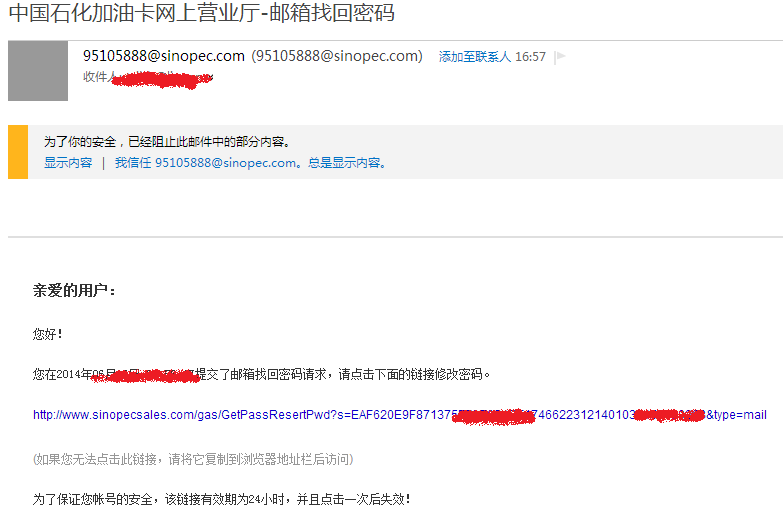 中国石化加油卡网上营业厅-邮箱找回密码
95105888@sinopec.com (95105888@sinopec.com) 添加至联系人 16:57
收件人
为了你的安全，已经阻止此邮件中的部分内容。
显示内容 | 我信任 95105888@sinopec.com。总是显示内容。
亲爱的用户：
您好！
您在2014年06月 提交了邮箱找回密码请求，请点击下面的链接修改密码。
http://www.sinopecsales.com/gas/GetPassResertPwd?s=EAF620E9F87137 746622312140103 &type=mail
(如果您无法点击此链接，请将它复制到浏览器地址栏后访问)
为了保证您帐号的安全，该链接有效期为24小时，并且点击一次后失效！